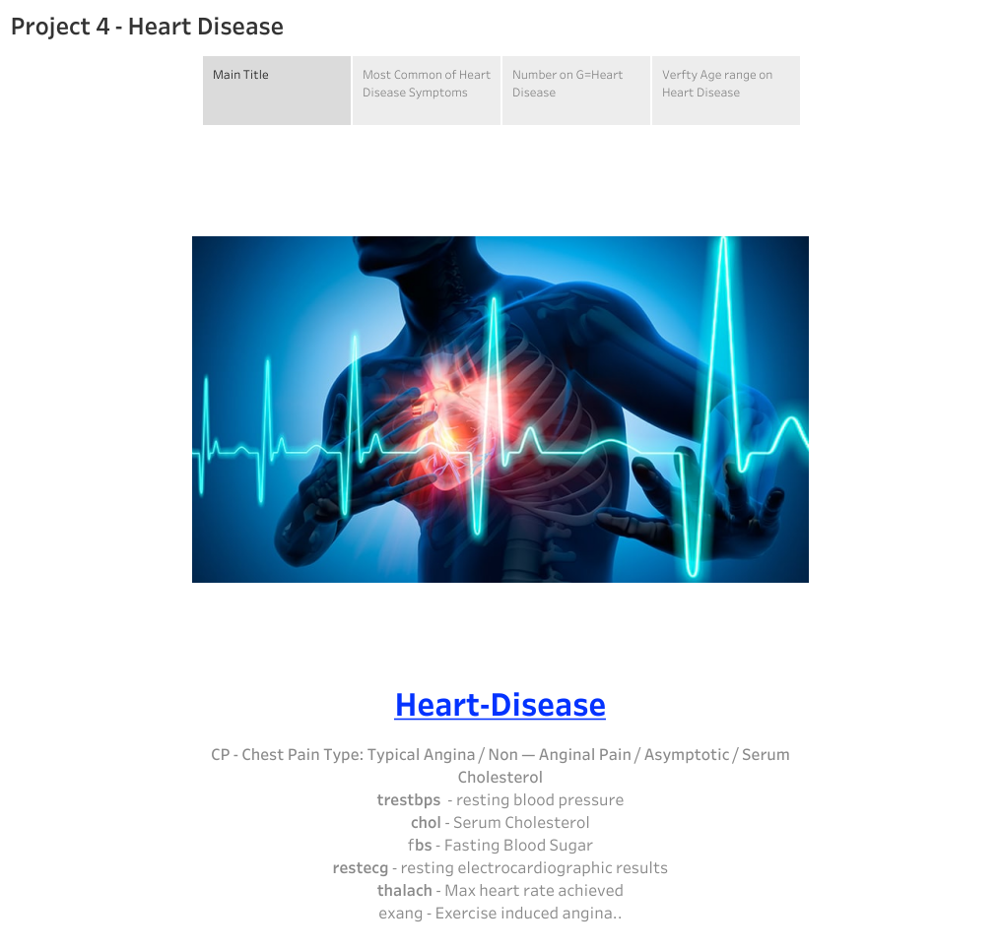 Project 4 - Heart Disease
Main Title
Most Common of Heart
Disease Symptoms
Number on G=Heart
Disease
Verfty Age range on
Heart Disease
Heart-Disease
CP - Chest Pain Type: Typical Angina / Non — Anginal Pain / Asymptotic / Serum
Cholesterol
trestbps - resting blood pressure
chol - Serum Cholesterol
fbs - Fasting Blood Sugar
restecg - resting electrocardiographic results
thalach - Max heart rate achieved
exang - Exercise induced angina..